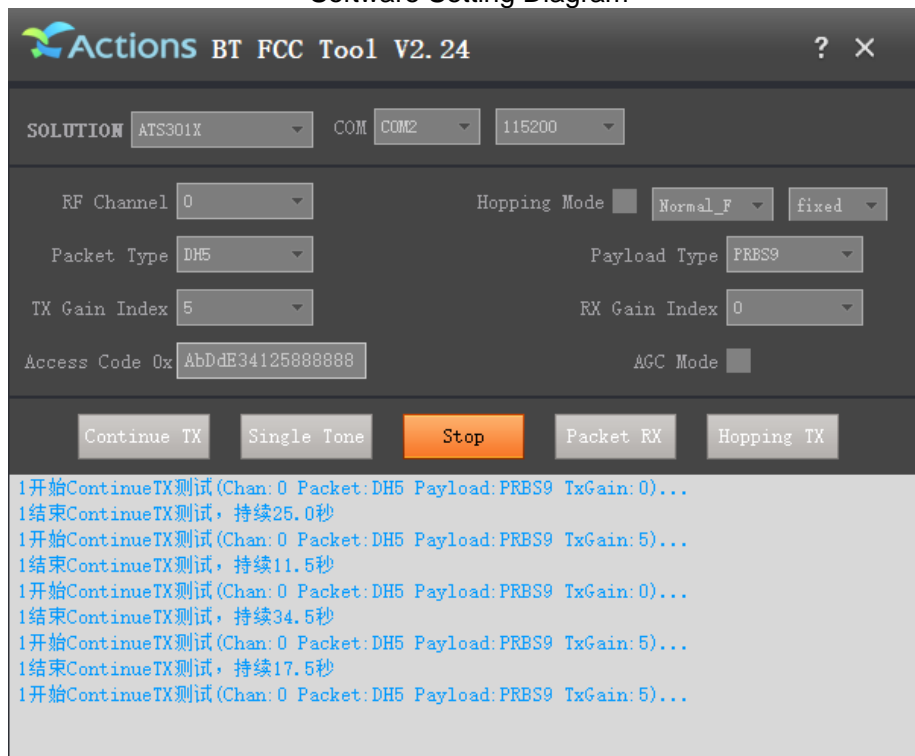 Software Setting Diagram
Actions BT FCC Tool V2.24 ? ×
SOLUTION ATS301X COM COM2 115200
RF Channel 0 Hopping Mode Normal_F fixed
Packet Type DH5 Payload Type PRBS9
TX Gain Index 5 RX Gain Index 0
Access Code 0x AbDdE34125888888 AGC Mode
Continue TX Single Tone Stop Packet RX Hopping TX
1开始ContinueTX测试(Chan:0 Packet:DH5 Payload:PRBS9 TxGain:0)...
1结束ContinueTX测试，持续25.0秒
1开始ContinueTX测试(Chan:0 Packet:DH5 Payload:PRBS9 TxGain:5)...
1结束ContinueTX测试，持续11.5秒
1开始ContinueTX测试(Chan:0 Packet:DH5 Payload:PRBS9 TxGain:0)...
1结束ContinueTX测试，持续34.5秒
1开始ContinueTX测试(Chan:0 Packet:DH5 Payload:PRBS9 TxGain:5)...
1结束ContinueTX测试，持续17.5秒
1开始ContinueTX测试(Chan:0 Packet:DH5 Payload:PRBS9 TxGain:5)...